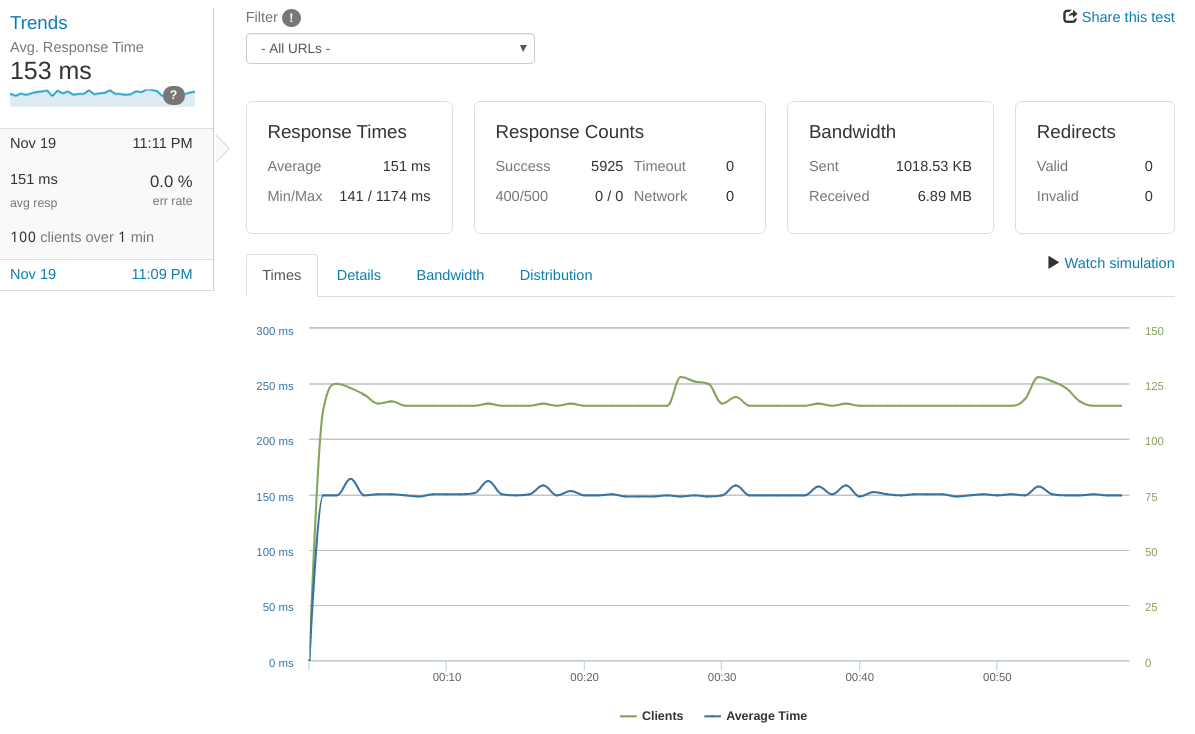 Trends
Avg. Response Time
153 ms
?
Nov 19 11:11 PM
151 ms 0.0 %
avg resp err rate
100 clients over 1 min
Nov 19 11:09 PM
Filter !
Share this test
- All URLs -
Response Times
Average 151 ms
Min/Max 141 / 1174 ms
Response Counts
Success 5925 Timeout 0
400/500 0 / 0 Network 0
Bandwidth
Sent 1018.53 KB
Received 6.89 MB
Redirects
Valid 0
Invalid 0
Times Details Bandwidth Distribution
Watch simulation
300 ms 150
250 ms 125
200 ms 100
150 ms 75
100 ms 50
50 ms 25
0 ms 0
00:10 00:20 00:30 00:40 00:50
Clients Average Time